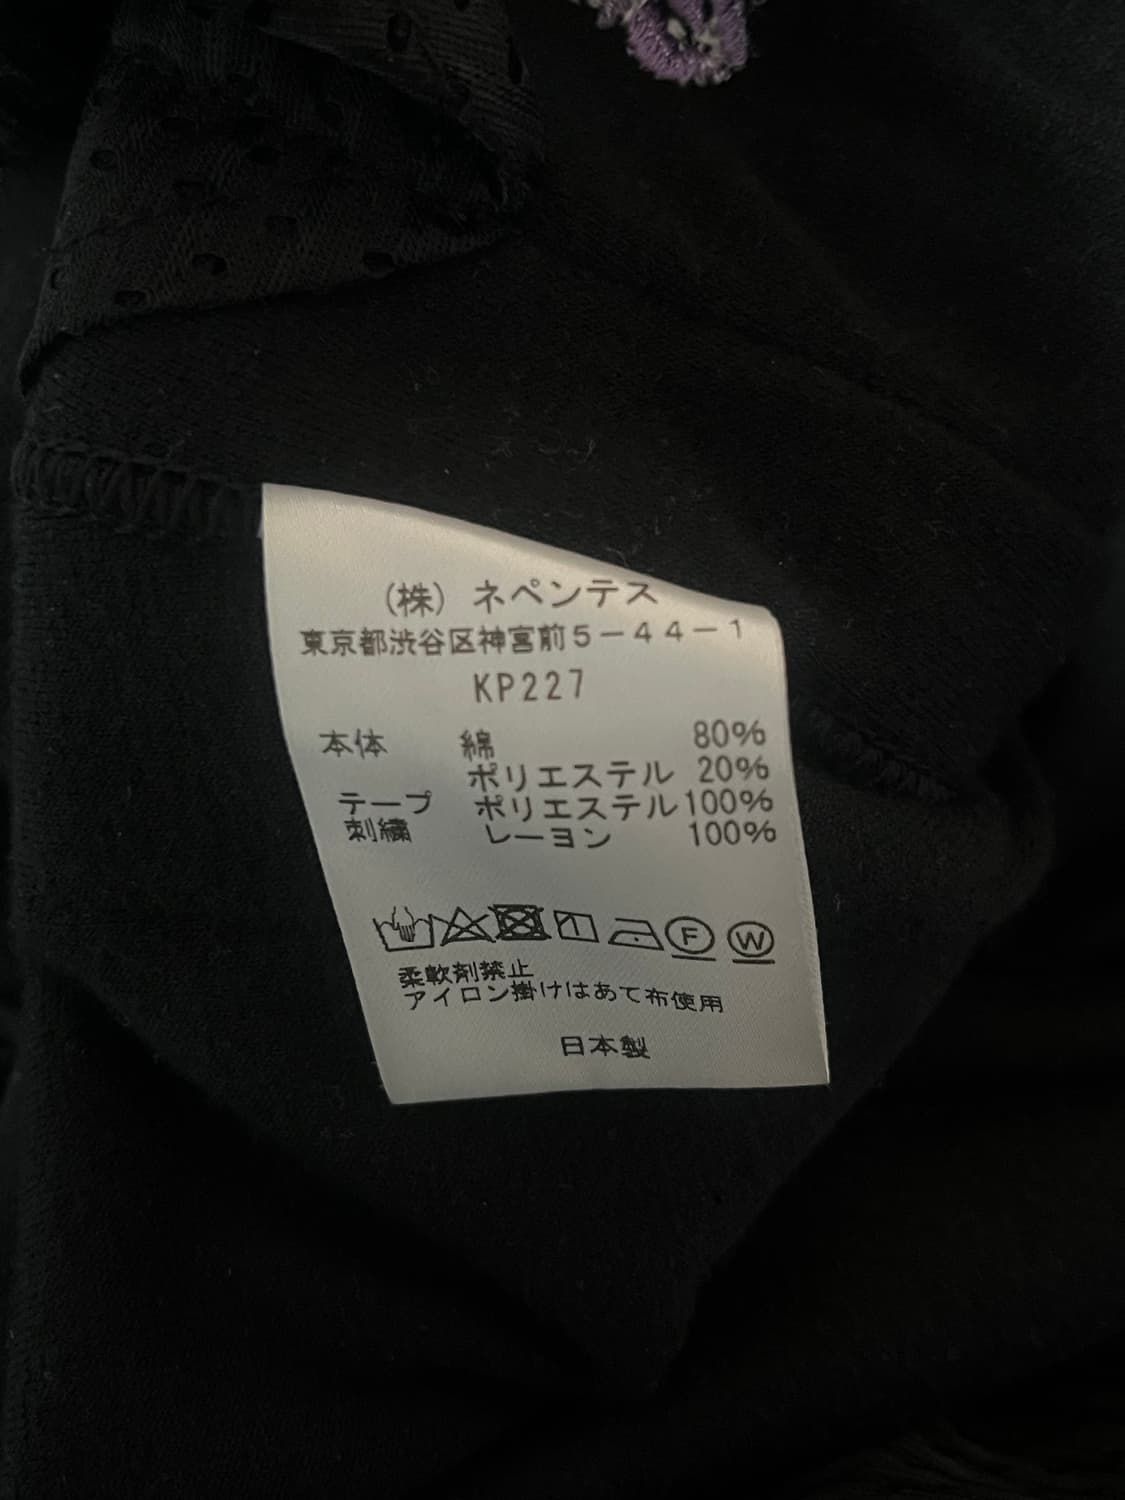 (株) ネペンテス
東京都渋谷区神宮前5-44-1
KP227
本体 綿 80%
ポリエステル 20%
テープ ポリエステル 100%
刺繍 レーヨン 100%
F W
柔軟剤禁止
アイロン掛けはあて布使用
日本製